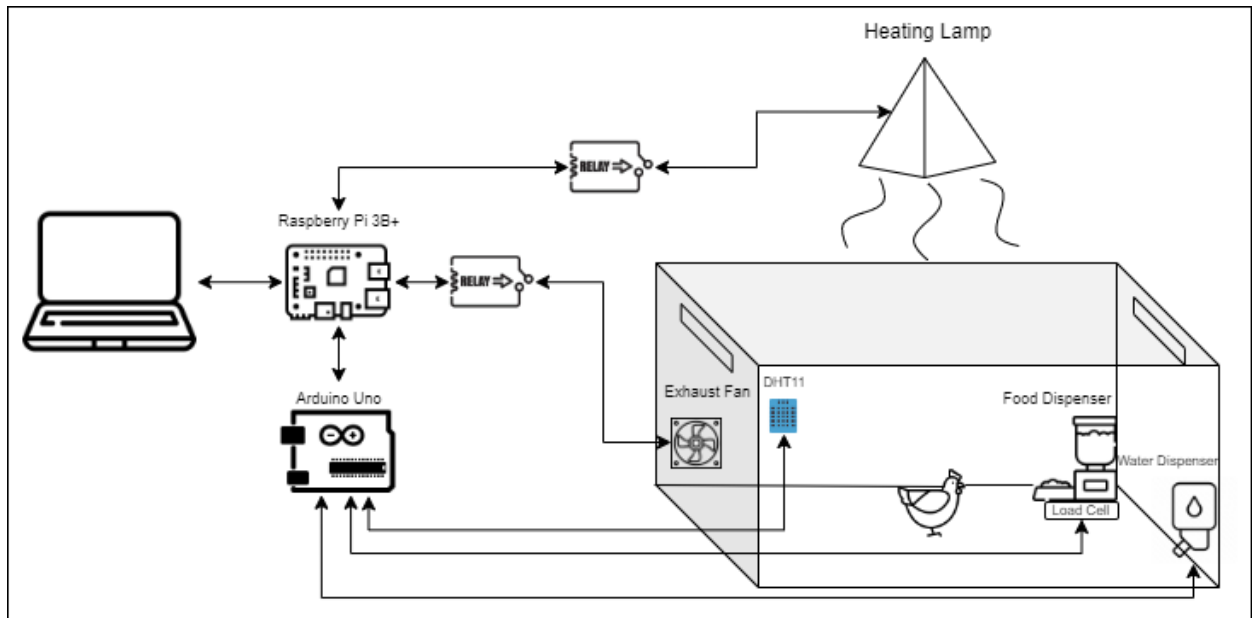 Heating Lamp
RELAY
Raspberry Pi 3B+
RELAY
Arduino Uno
Exhaust Fan
DHT11
Food Dispenser
Water Dispenser
Load Cell